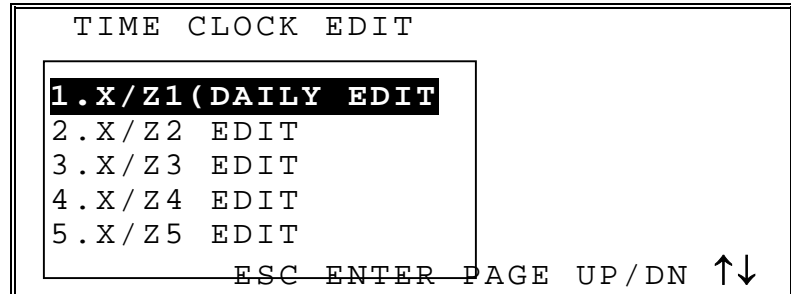 TIME CLOCK EDIT
1.X/Z1(DAILY EDIT
2.X/Z2 EDIT
3.X/Z3 EDIT
4.X/Z4 EDIT
5.X/Z5 EDIT
ESC ENTER PAGE UP/DN ↑↓